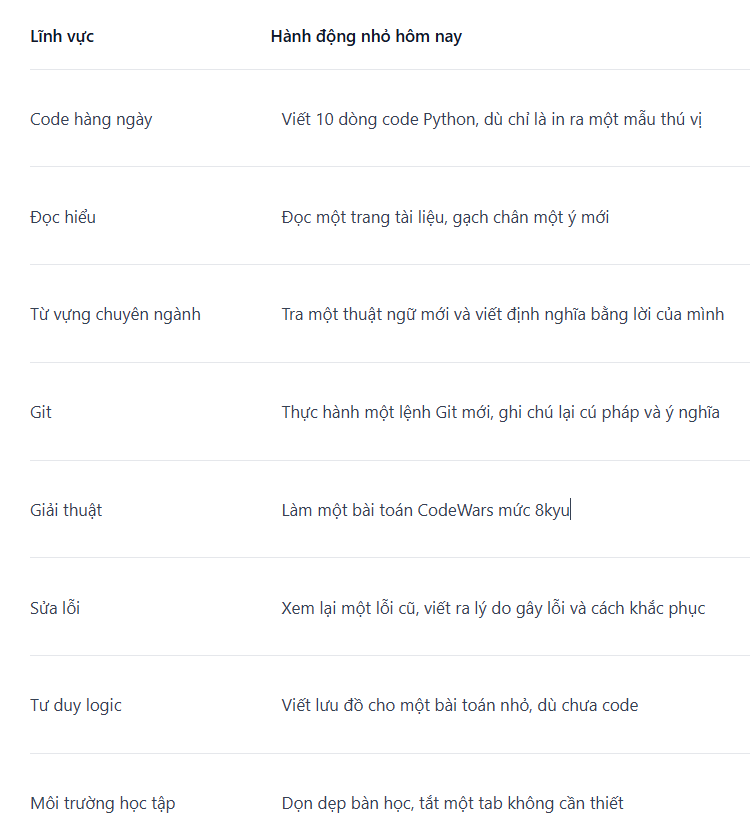 Lĩnh vực Hành động nhỏ hôm nay
Code hàng ngày Viết 10 dòng code Python, dù chỉ là in ra một mẫu thú vị
Đọc hiểu Đọc một trang tài liệu, gạch chân một ý mới
Từ vựng chuyên ngành Tra một thuật ngữ mới và viết định nghĩa bằng lời của mình
Git Thực hành một lệnh Git mới, ghi chú lại cú pháp và ý nghĩa
Giải thuật Làm một bài toán CodeWars mức 8kyu
Sửa lỗi Xem lại một lỗi cũ, viết ra lý do gây lỗi và cách khắc phục
Tư duy logic Viết lưu đồ cho một bài toán nhỏ, dù chưa code
Môi trường học tập Dọn dẹp bàn học, tắt một tab không cần thiết